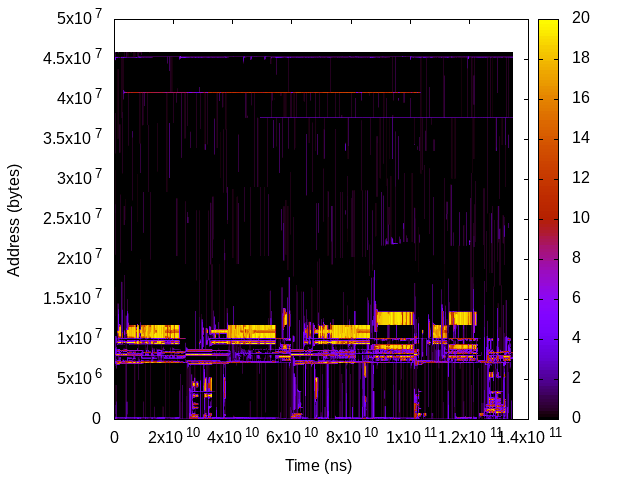 5x10^7
4.5x10^7
4x10^7
3.5x10^7
3x10^7
2.5x10^7
2x10^7
1.5x10^7
1x10^7
5x10^6
0
Address (bytes)
0 2x10^10 4x10^10 6x10^10 8x10^10 1x10^11 1.2x10^11 1.4x10^11
Time (ns)
20
18
16
14
12
10
8
6
4
2
0